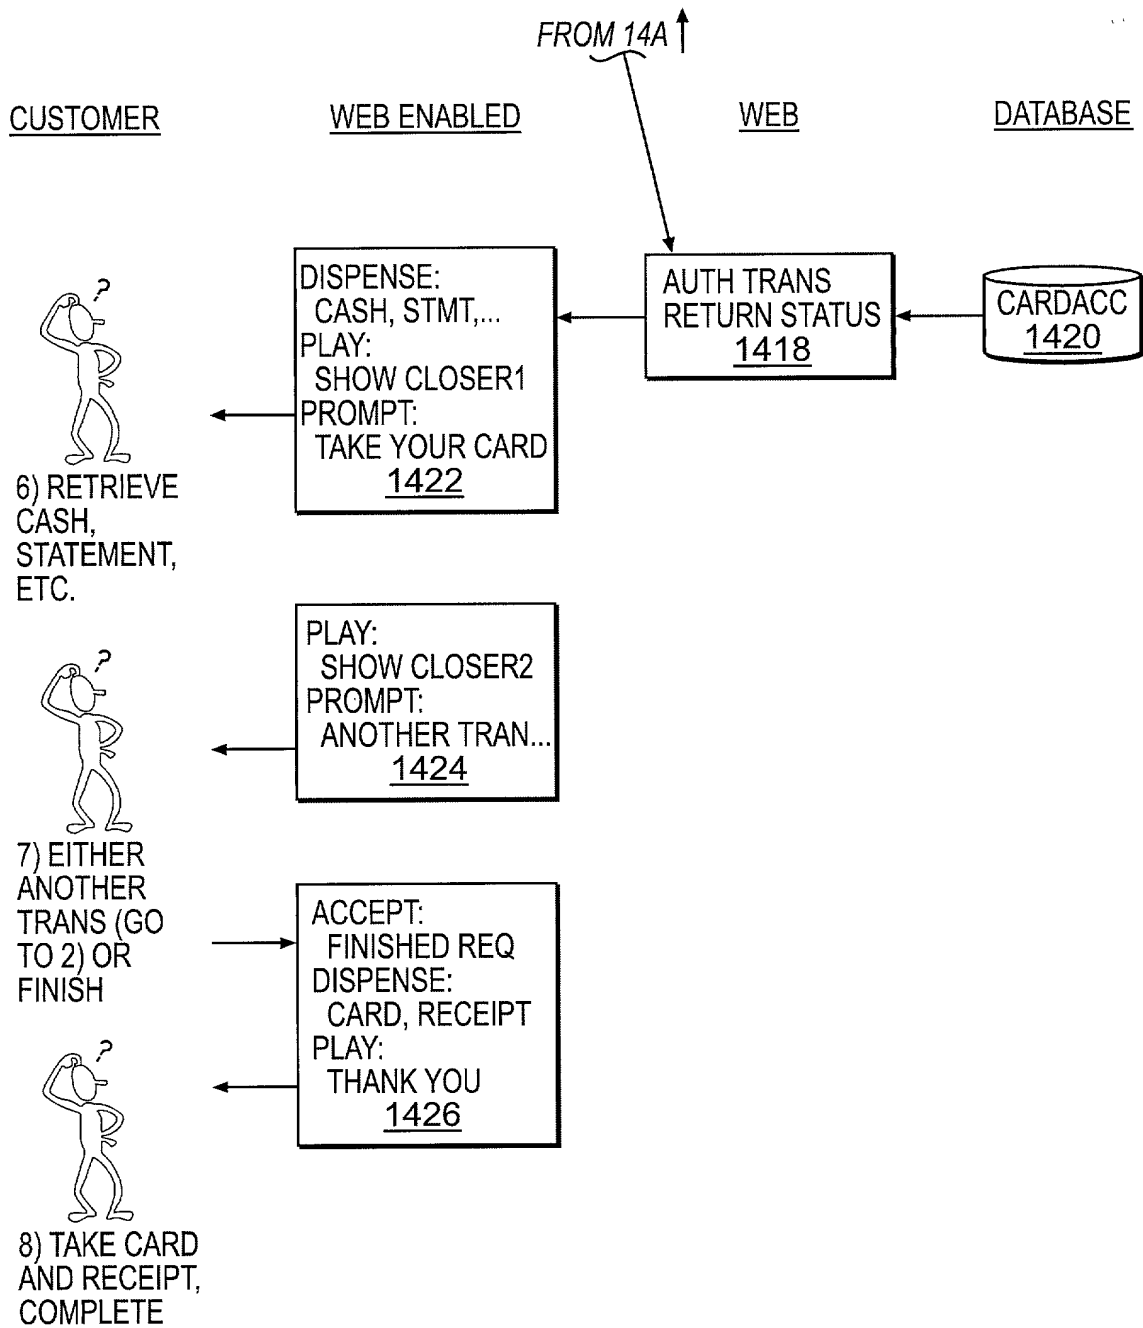 FROM 14A
CUSTOMER
WEB ENABLED
WEB
DATABASE
DISPENSE:
CASH, STMT,...
PLAY:
SHOW CLOSER1
PROMPT:
TAKE YOUR CARD
1422
AUTH TRANS
RETURN STATUS
1418
CARDACC
1420
?
6) RETRIEVE
CASH,
STATEMENT,
ETC.
PLAY:
SHOW CLOSER2
PROMPT:
ANOTHER TRAN...
1424
?
7) EITHER
ANOTHER
TRANS (GO
TO 2) OR
FINISH
ACCEPT:
FINISHED REQ
DISPENSE:
CARD, RECEIPT
PLAY:
THANK YOU
1426
?
8) TAKE CARD
AND RECEIPT,
COMPLETE